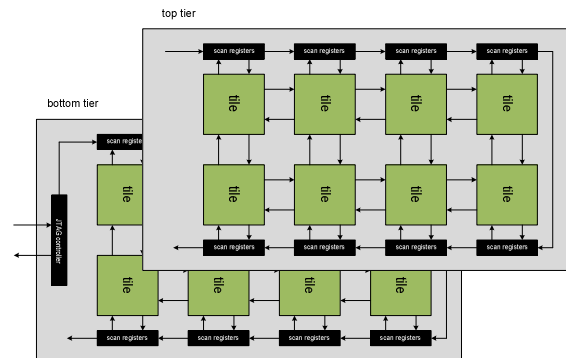 top tier
scan registers scan registers scan registers scan registers
tile tile tile tile
tile tile tile tile
scan registers scan registers scan registers scan registers
bottom tier
scan registe
tile
JTAG controller
tile tile tile tile
scan registers scan registers scan registers scan registers